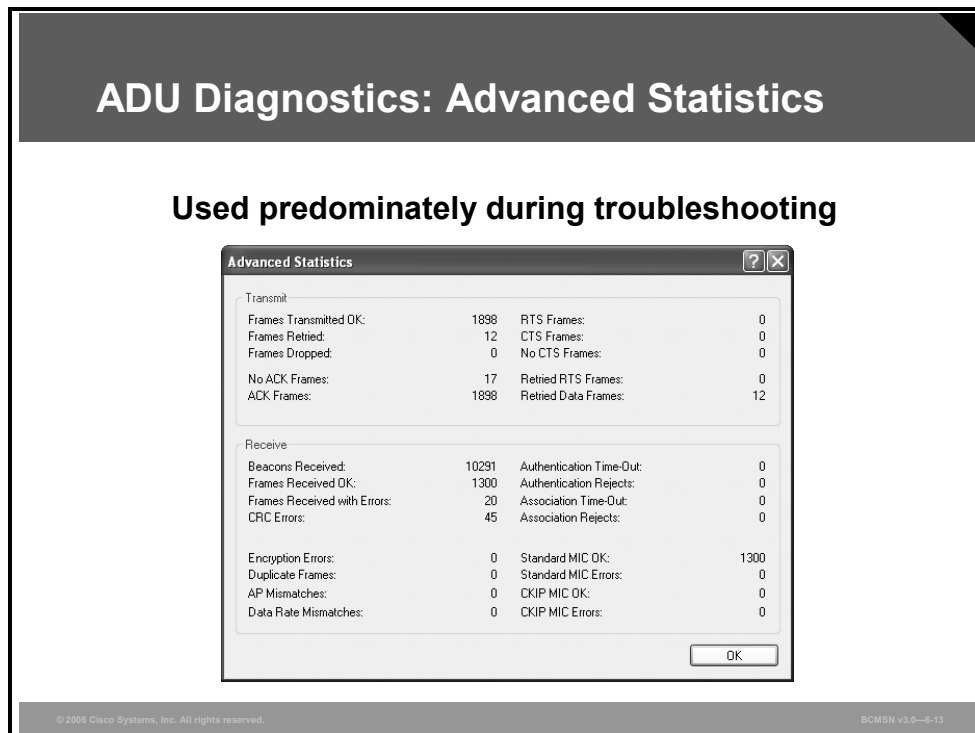 ADU Diagnostics: Advanced Statistics
Used predominately during troubleshooting
Advanced Statistics
Transmit
Frames Transmitted OK: 1898 RTS Frames: 0
Frames Retried: 12 CTS Frames: 0
Frames Dropped: 0 No CTS Frames: 0
No ACK Frames: 17 Retried RTS Frames: 0
ACK Frames: 1898 Retried Data Frames: 12
Receive
Beacons Received: 10291 Authentication Time-Out: 0
Frames Received OK: 1300 Authentication Rejects: 0
Frames Received with Errors: 20 Association Time-Out: 0
CRC Errors: 45 Association Rejects: 0
Encryption Errors: 0 Standard MIC OK: 1300
Duplicate Frames: 0 Standard MIC Errors: 0
AP Mismatches: 0 CKIP MIC OK: 0
Data Rate Mismatches: 0 CKIP MIC Errors: 0
OK
© 2006 Cisco Systems, Inc. All rights reserved. BCMSN v3.0—6-13